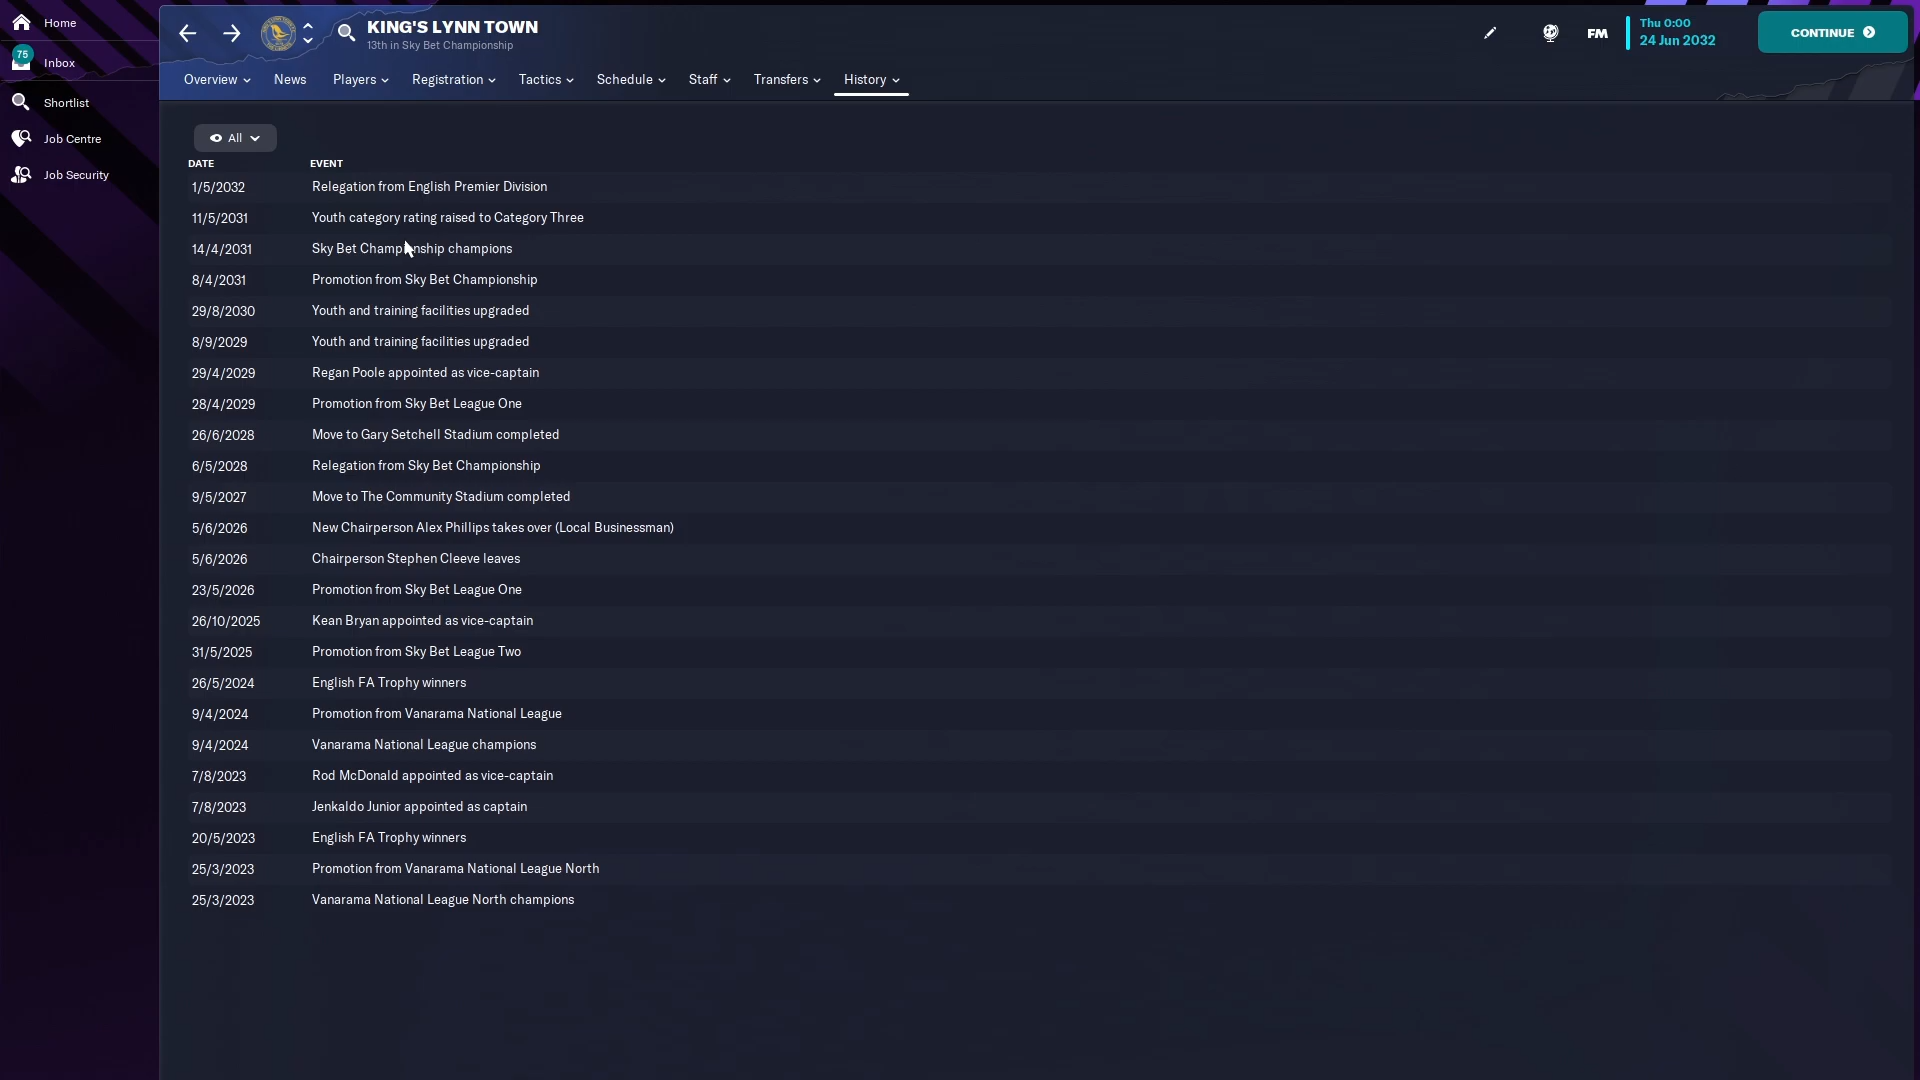 Home
75
Inbox
Shortlist
Job Centre
Job Security
KING'S LYNN TOWN
13th in Sky Bet Championship
FM
Thu 0:00
24 Jun 2032
CONTINUE
Overview News Players Registration Tactics Schedule Staff Transfers History
All
DATE EVENT
1/5/2032 Relegation from English Premier Division
11/5/2031 Youth category rating raised to Category Three
14/4/2031 Sky Bet Championship champions
8/4/2031 Promotion from Sky Bet Championship
29/8/2030 Youth and training facilities upgraded
8/9/2029 Youth and training facilities upgraded
29/4/2029 Regan Poole appointed as vice-captain
28/4/2029 Promotion from Sky Bet League One
26/6/2028 Move to Gary Setchell Stadium completed
6/5/2028 Relegation from Sky Bet Championship
9/5/2027 Move to The Community Stadium completed
5/6/2026 New Chairperson Alex Phillips takes over (Local Businessman)
5/6/2026 Chairperson Stephen Cleeve leaves
23/5/2026 Promotion from Sky Bet League One
26/10/2025 Kean Bryan appointed as vice-captain
31/5/2025 Promotion from Sky Bet League Two
26/5/2024 English FA Trophy winners
9/4/2024 Promotion from Vanarama National League
9/4/2024 Vanarama National League champions
7/8/2023 Rod McDonald appointed as vice-captain
7/8/2023 Jenkaldo Junior appointed as captain
20/5/2023 English FA Trophy winners
25/3/2023 Promotion from Vanarama National League North
25/3/2023 Vanarama National League North champions